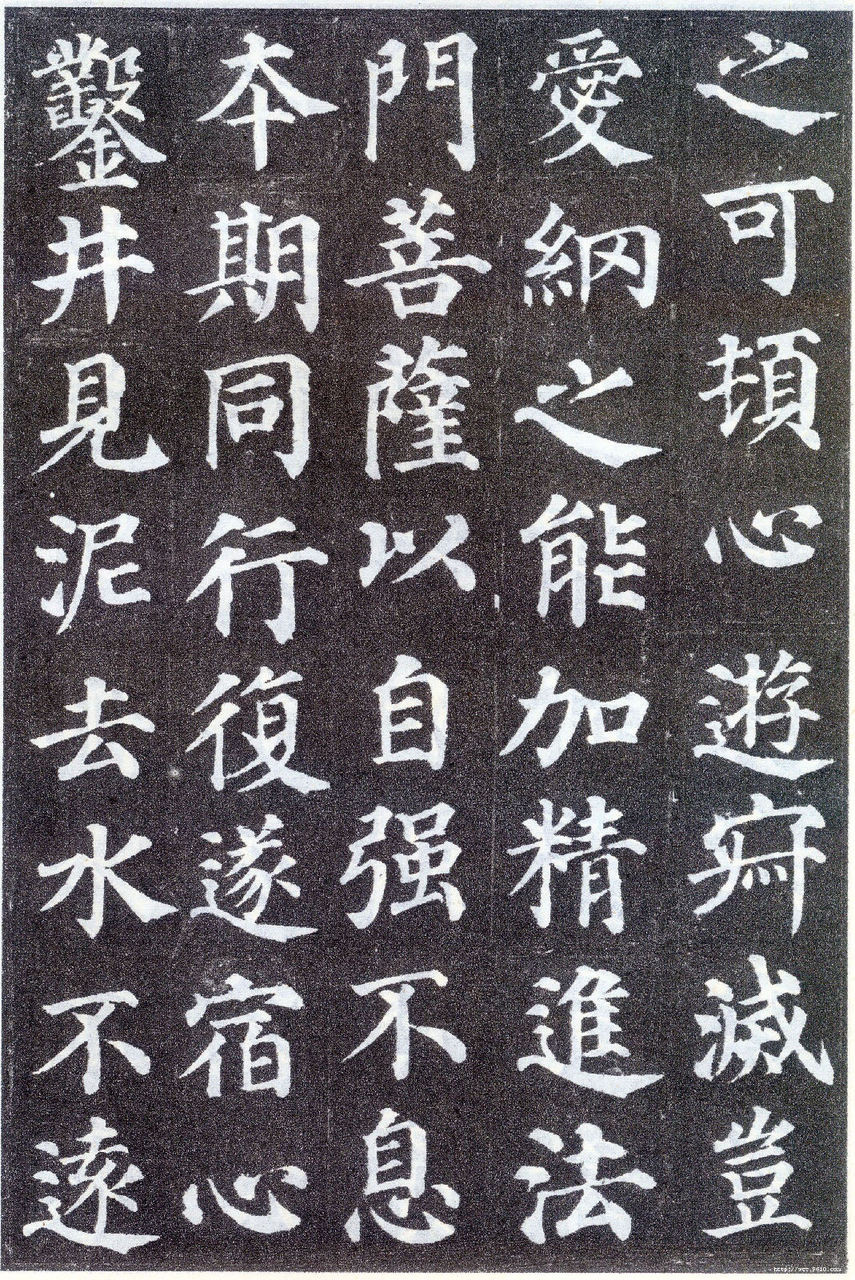 之可頓心遊寂滅豈
愛網之能加精進法
門菩薩以自强不息
本期同行復遂宿心
鑿井見泥去水不遠